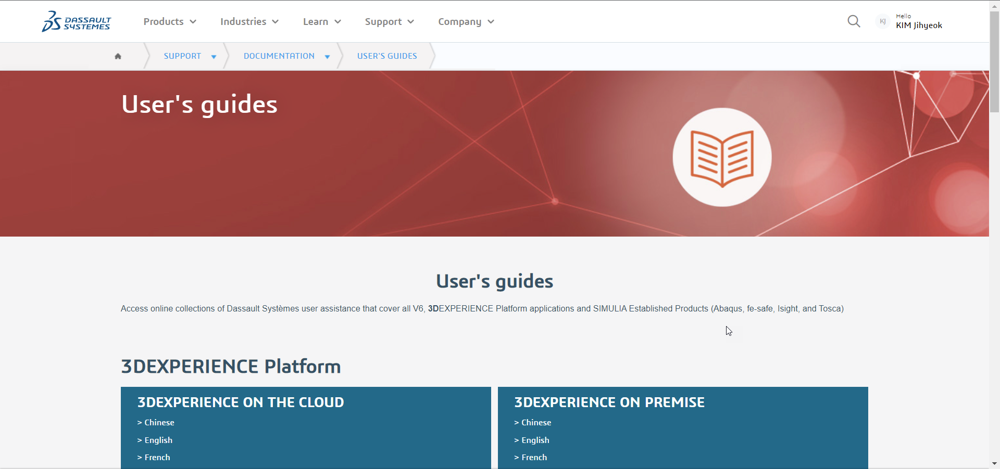 DASSAULT
SYSTEMES
Products
Industries
Learn
Support
Company
KJ
Hello
KIM Jihyeok
SUPPORT
DOCUMENTATION
USER'S GUIDES
User's guides
User's guides
Access online collections of Dassault Systèmes user assistance that cover all V6, 3DEXPERIENCE Platform applications and SIMULIA Established Products (Abaqus, fe-safe, Isight, and Tosca)
3DEXPERIENCE Platform
3DEXPERIENCE ON THE CLOUD
> Chinese
> English
> French
3DEXPERIENCE ON PREMISE
> Chinese
> English
> French